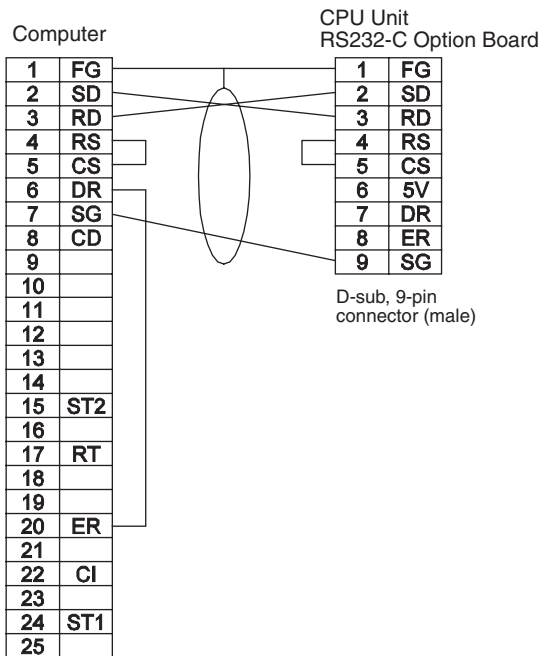 Computer
1 FG
2 SD
3 RD
4 RS
5 CS
6 DR
7 SG
8 CD
9
10
11
12
13
14
15 ST2
16
17 RT
18
19
20 ER
21
22 CI
23
24 ST1
25
CPU Unit
RS232-C Option Board
1 FG
2 SD
3 RD
4 RS
5 CS
6 5V
7 DR
8 ER
9 SG
D-sub, 9-pin
connector (male)